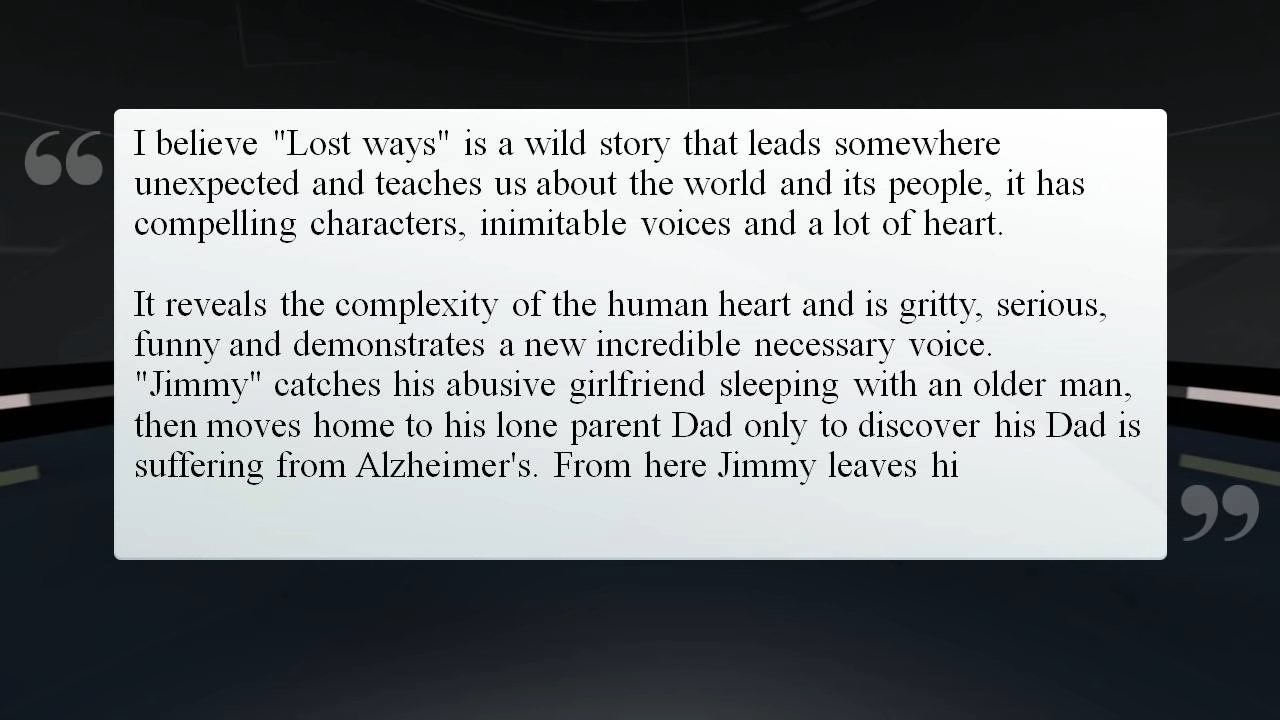 I believe "Lost ways" is a wild story that leads somewhere
unexpected and teaches us about the world and its people, it has
compelling characters, inimitable voices and a lot of heart.
It reveals the complexity of the human heart and is gritty, serious,
funny and demonstrates a new incredible necessary voice.
"Jimmy" catches his abusive girlfriend sleeping with an older man,
then moves home to his lone parent Dad only to discover his Dad is
suffering from Alzheimer's. From here Jimmy leaves hi